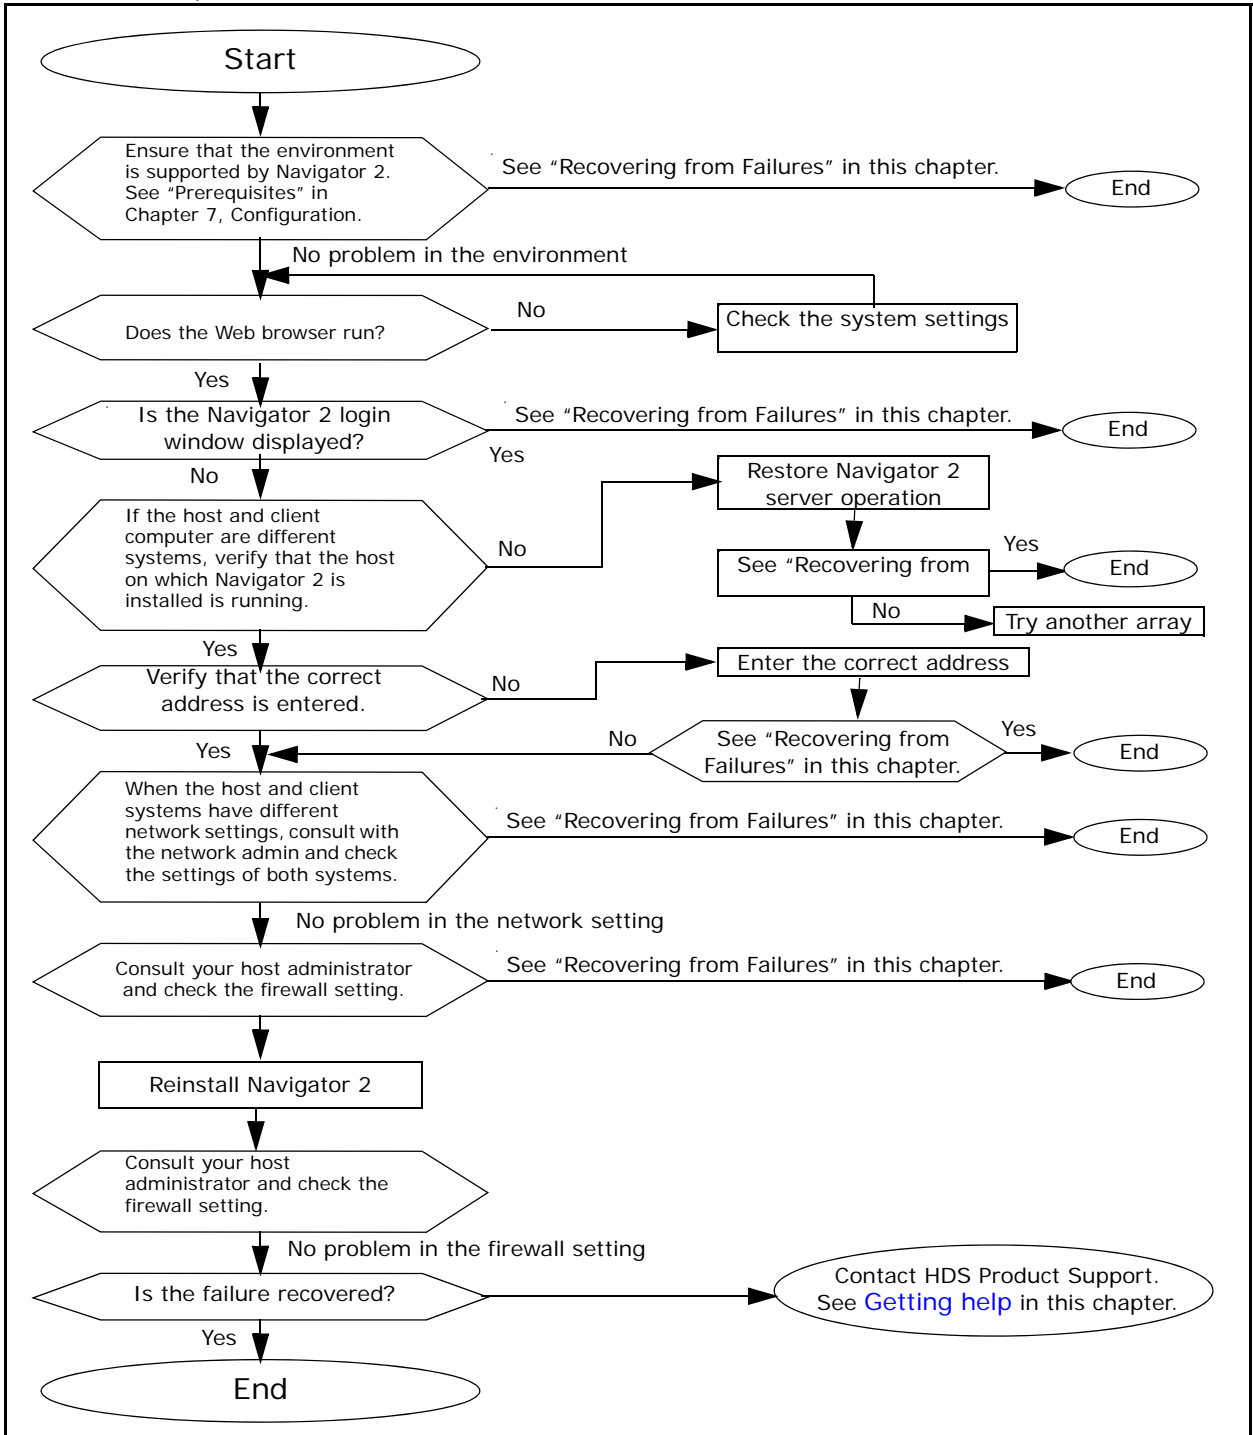 Start
Ensure that the environment
is supported by Navigator 2.
See “Prerequisites” in
Chapter 7, Configuration.
See “Recovering from Failures” in this chapter.
End
No problem in the environment
Does the Web browser run?
No
Check the system settings
Yes
Is the Navigator 2 login
window displayed?
See “Recovering from Failures” in this chapter.
End
Yes
No
Restore Navigator 2
server operation
If the host and client
computer are different
systems, verify that the host
on which Navigator 2 is
installed is running.
No
See “Recovering from
Yes
End
No
Try another array
Yes
Verify that the correct
address is entered.
No
Enter the correct address
Yes
No
See “Recovering from
Failures” in this chapter.
Yes
End
When the host and client
systems have different
network settings, consult with
the network admin and check
the settings of both systems.
See “Recovering from Failures” in this chapter.
End
No problem in the network setting
Consult your host administrator
and check the firewall setting.
See “Recovering from Failures” in this chapter.
End
Reinstall Navigator 2
Consult your host
administrator and check the
firewall setting.
No problem in the firewall setting
Is the failure recovered?
Contact HDS Product Support.
See Getting help in this chapter.
Yes
End